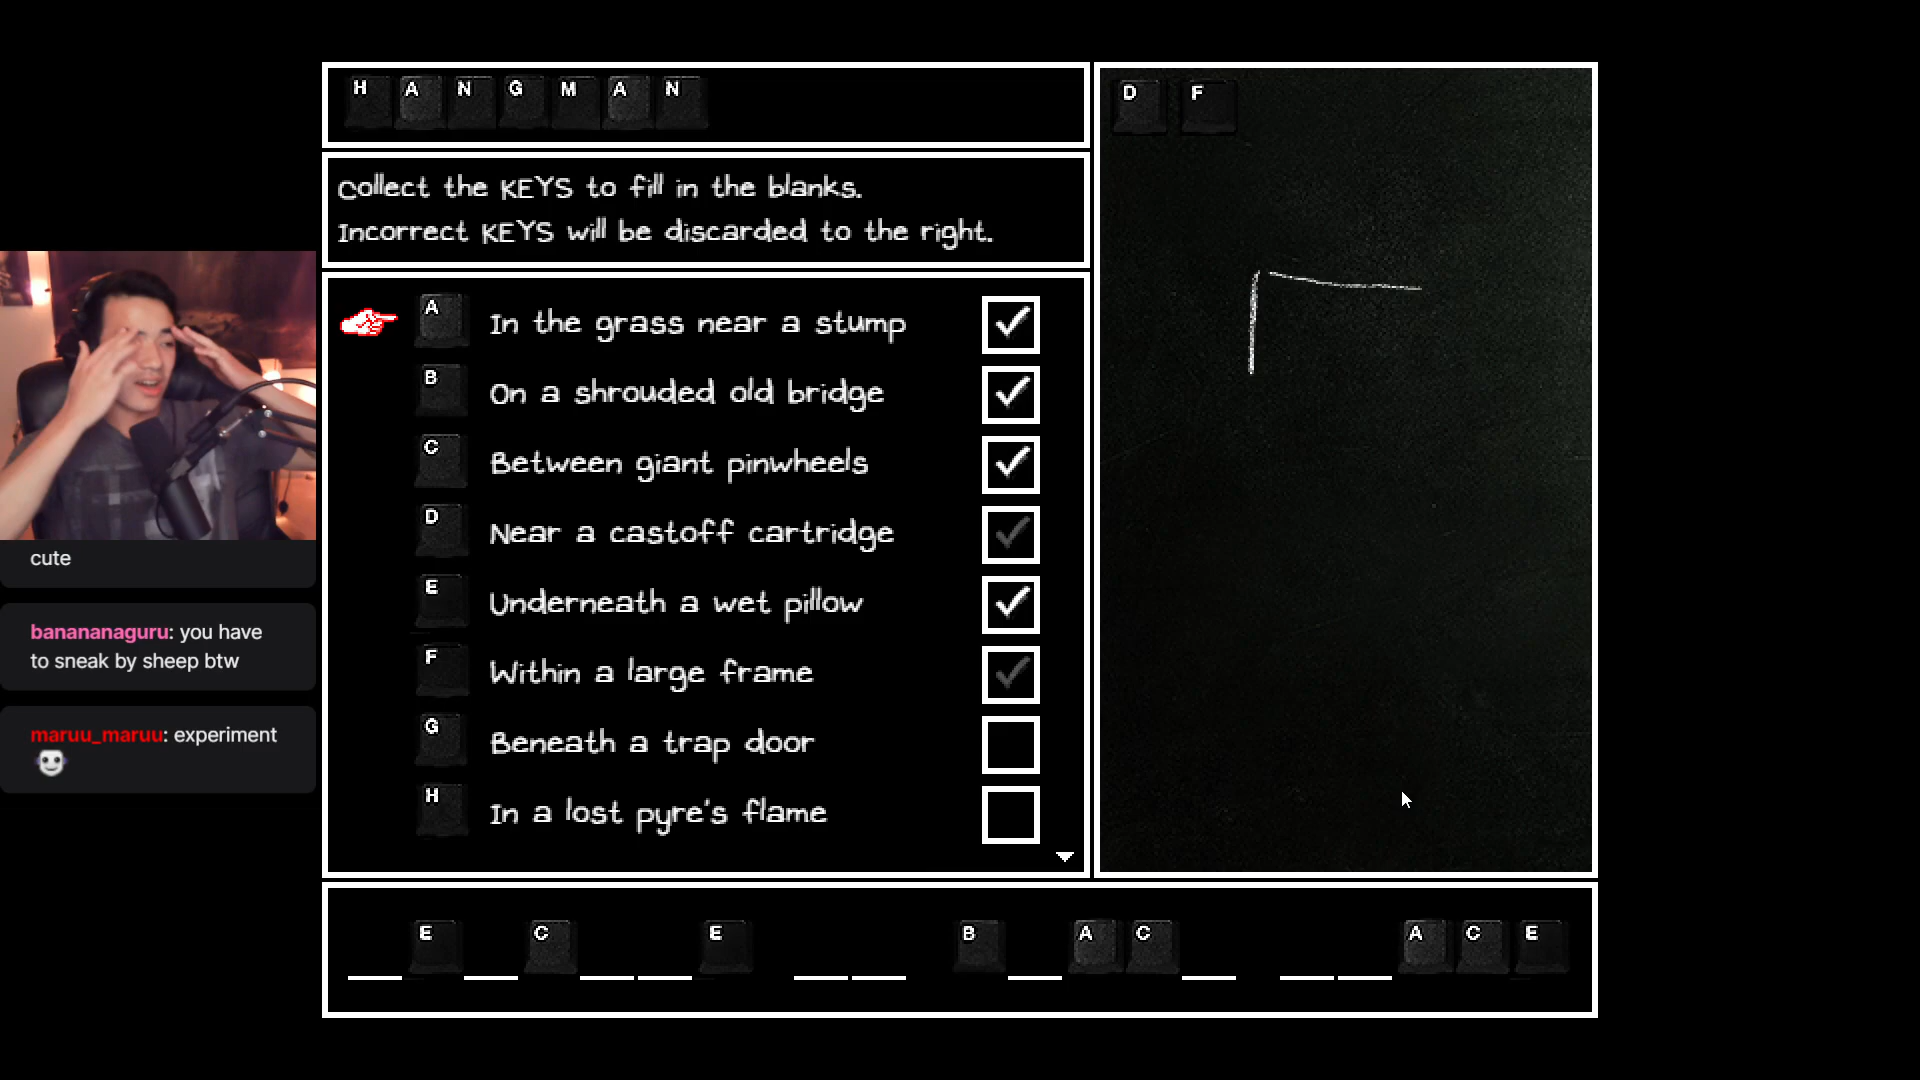 H A N G M A N
Collect the KEYS to fill in the blanks.
Incorrect KEYS will be discarded to the right.
D F
A In the grass near a stump
B On a shrouded old bridge
C Between giant pinwheels
D Near a castoff cartridge
E Underneath a wet pillow
F Within a large frame
G Beneath a trap door
H In a lost pyre's flame
_ E _ C _ _ E _ _ B _ A C _ _ _ A C E
cute
banananaguru: you have
to sneak by sheep btw
maruu_maruu: experiment